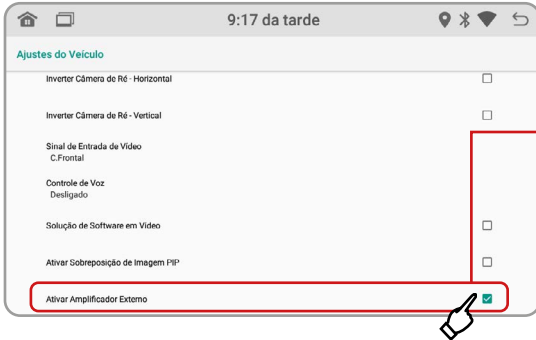 9:17 da tarde
Ajustes do Veículo
Inverter Câmera de Ré - Horizontal
Inverter Câmera de Ré - Vertical
Sinal de Entrada de Vídeo
C.Frontal
Controle de Voz
Desligado
Solução de Software em Video
Ativar Sobreposição de Imagem PIP
Ativar Amplificador Externo